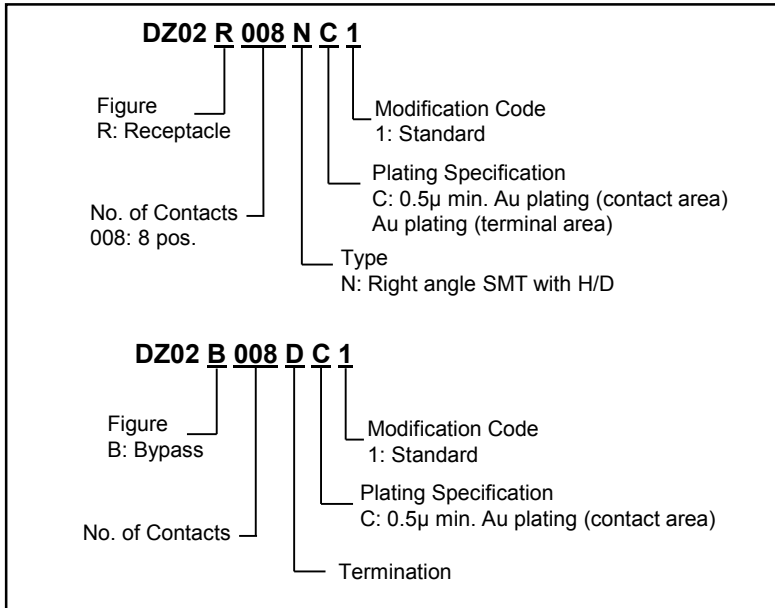 DZ02 R 008 N C 1
Figure
R: Receptacle
Modification Code
1: Standard
Plating Specification
C: 0.5μ min. Au plating (contact area)
Au plating (terminal area)
No. of Contacts
008: 8 pos.
Type
N: Right angle SMT with H/D
DZ02 B 008 D C 1
Figure
B: Bypass
Modification Code
1: Standard
Plating Specification
C: 0.5μ min. Au plating (contact area)
No. of Contacts
Termination